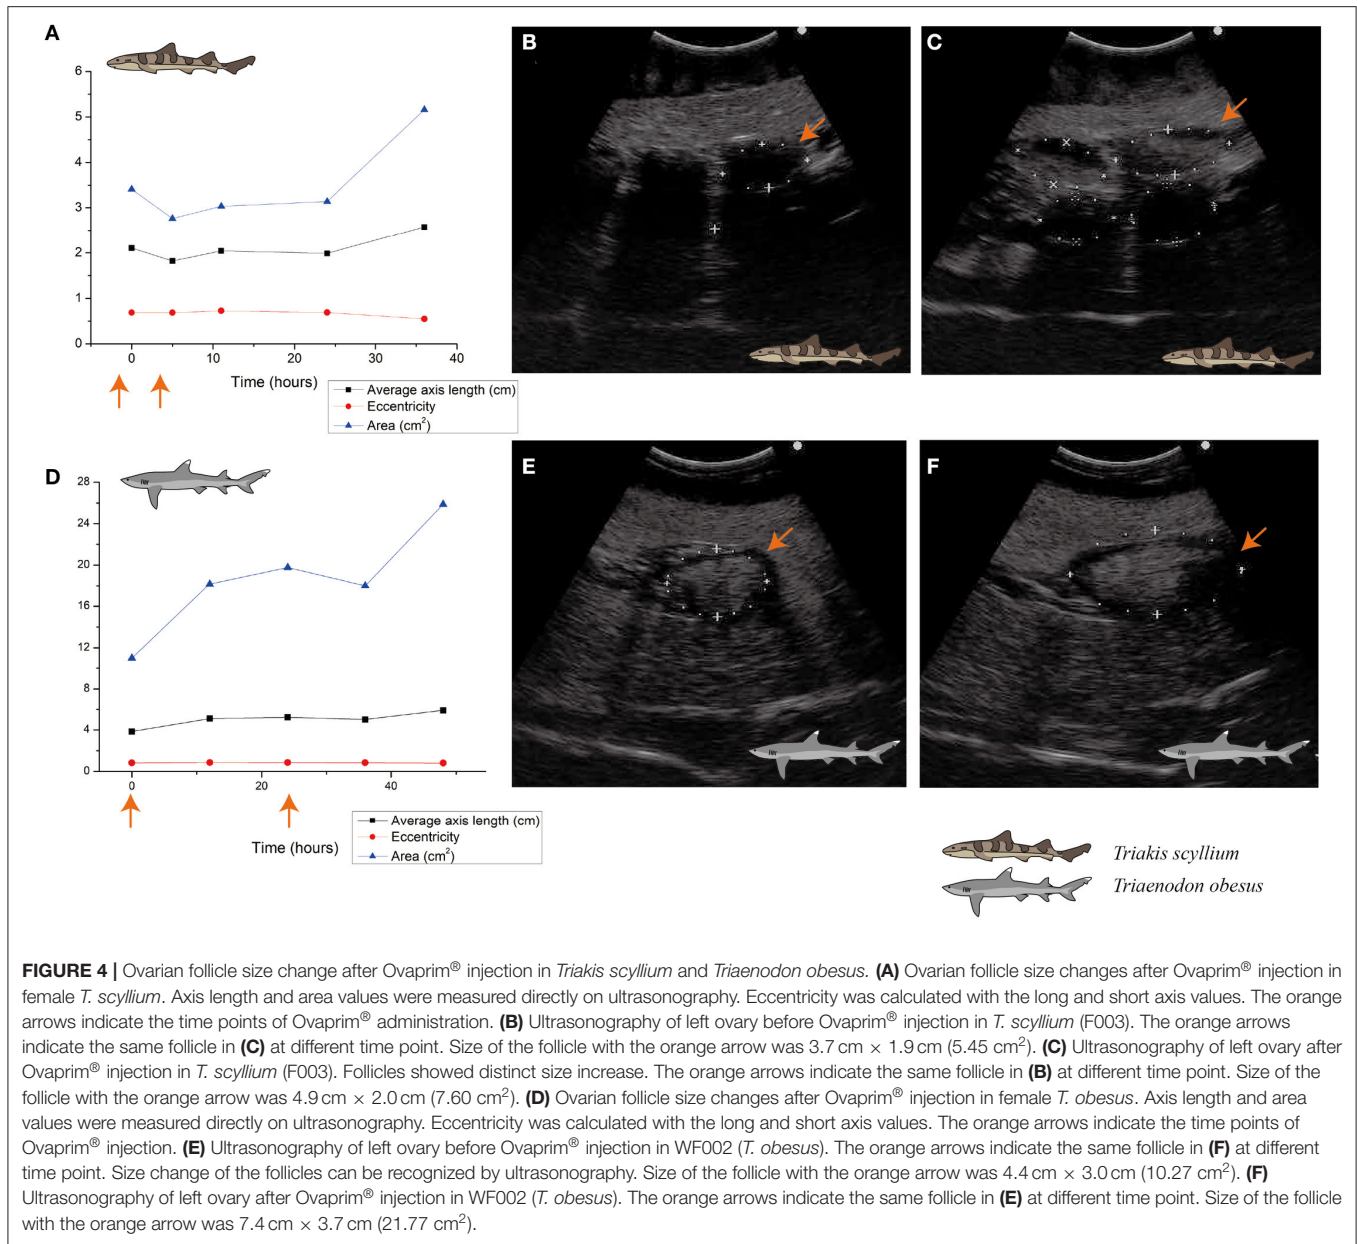 A
6
5
4
3
2
1
0
0
10
20
30
40
Time (hours)
Average axis length (cm)
Eccentricity
Area (cm²)
B
C
D
28
24
20
16
12
8
4
0
0
20
40
Time (hours)
Average axis length (cm)
Eccentricity
Area (cm²)
E
F
Triakis scyllium
Triaenodon obesus
FIGURE 4 | Ovarian follicle size change after Ovaprim® injection in Triakis scyllium and Triaenodon obesus. (A) Ovarian follicle size changes after Ovaprim® injection in
female T. scyllium. Axis length and area values were measured directly on ultrasonography. Eccentricity was calculated with the long and short axis values. The orange
arrows indicate the time points of Ovaprim® administration. (B) Ultrasonography of left ovary before Ovaprim® injection in T. scyllium (F003). The orange arrows
indicate the same follicle in (C) at different time point. Size of the follicle with the orange arrow was 3.7 cm × 1.9 cm (5.45 cm²). (C) Ultrasonography of left ovary after
Ovaprim® injection in T. scyllium (F003). Follicles showed distinct size increase. The orange arrows indicate the same follicle in (B) at different time point. Size of the
follicle with the orange arrow was 4.9 cm × 2.0 cm (7.60 cm²). (D) Ovarian follicle size changes after Ovaprim® injection in female T. obesus. Axis length and area
values were measured directly on ultrasonography. Eccentricity was calculated with the long and short axis values. The orange arrows indicate the time points of
Ovaprim® injection. (E) Ultrasonography of left ovary before Ovaprim® injection in WF002 (T. obesus). The orange arrows indicate the same follicle in (F) at different
time point. Size change of the follicles can be recognized by ultrasonography. Size of the follicle with the orange arrow was 4.4 cm × 3.0 cm (10.27 cm²). (F)
Ultrasonography of left ovary after Ovaprim® injection in WF002 (T. obesus). The orange arrows indicate the same follicle in (E) at different time point. Size of the follicle
with the orange arrow was 7.4 cm × 3.7 cm (21.77 cm²).